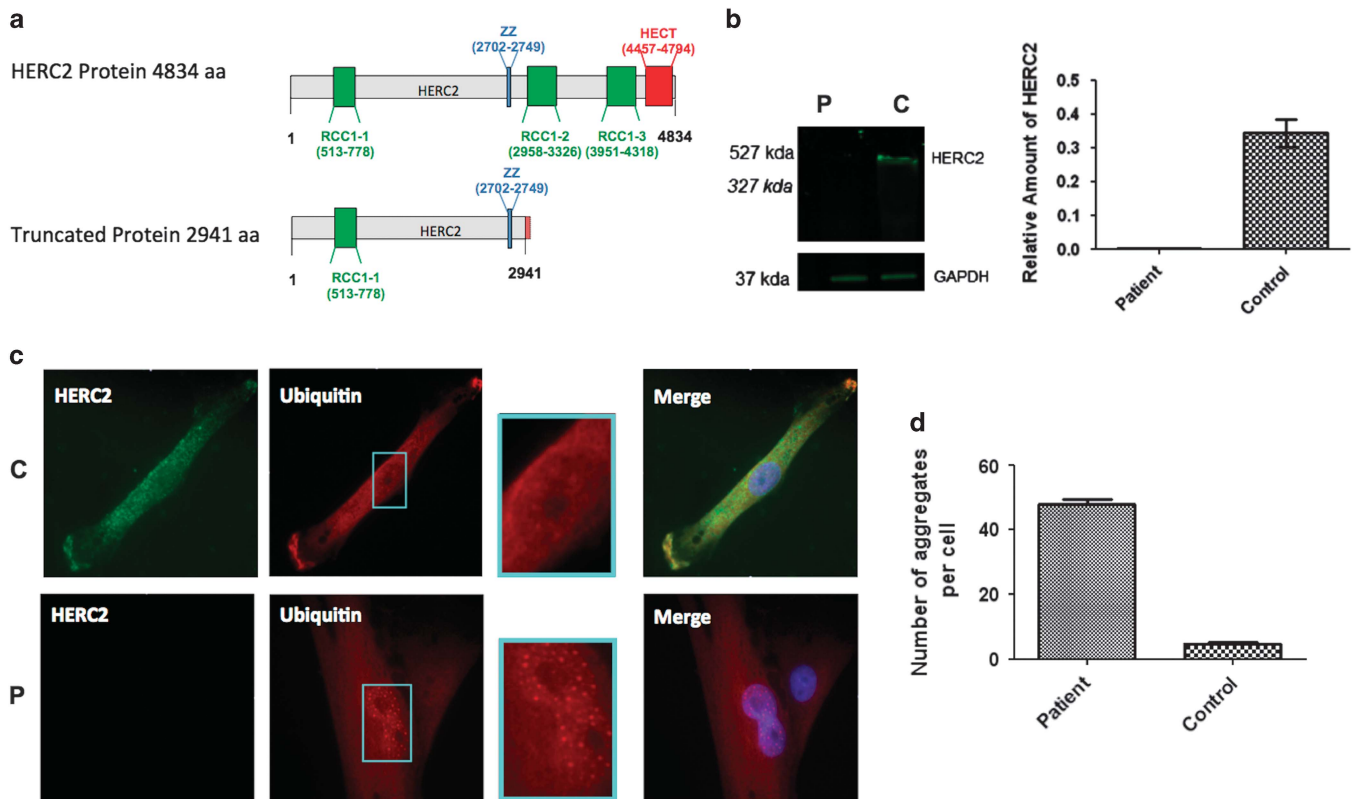 a
ZZ
(2702-2749)
HECT
(4457-4794)
HERC2 Protein 4834 aa
HERC2
1
RCC1-1
(513-778)
RCC1-2
(2958-3326)
RCC1-3
(3951-4318)
4834
ZZ
(2702-2749)
Truncated Protein 2941 aa
HERC2
1
RCC1-1
(513-778)
2941
b
P
C
527 kda
HERC2
327 kda
37 kda
GAPDH
Relative Amount of HERC2
0.5
0.4
0.3
0.2
0.1
0.0
Patient
Control
c
C
HERC2
Ubiquitin
Merge
P
HERC2
Ubiquitin
Merge
d
Number of aggregates
per cell
60
40
20
0
Patient
Control